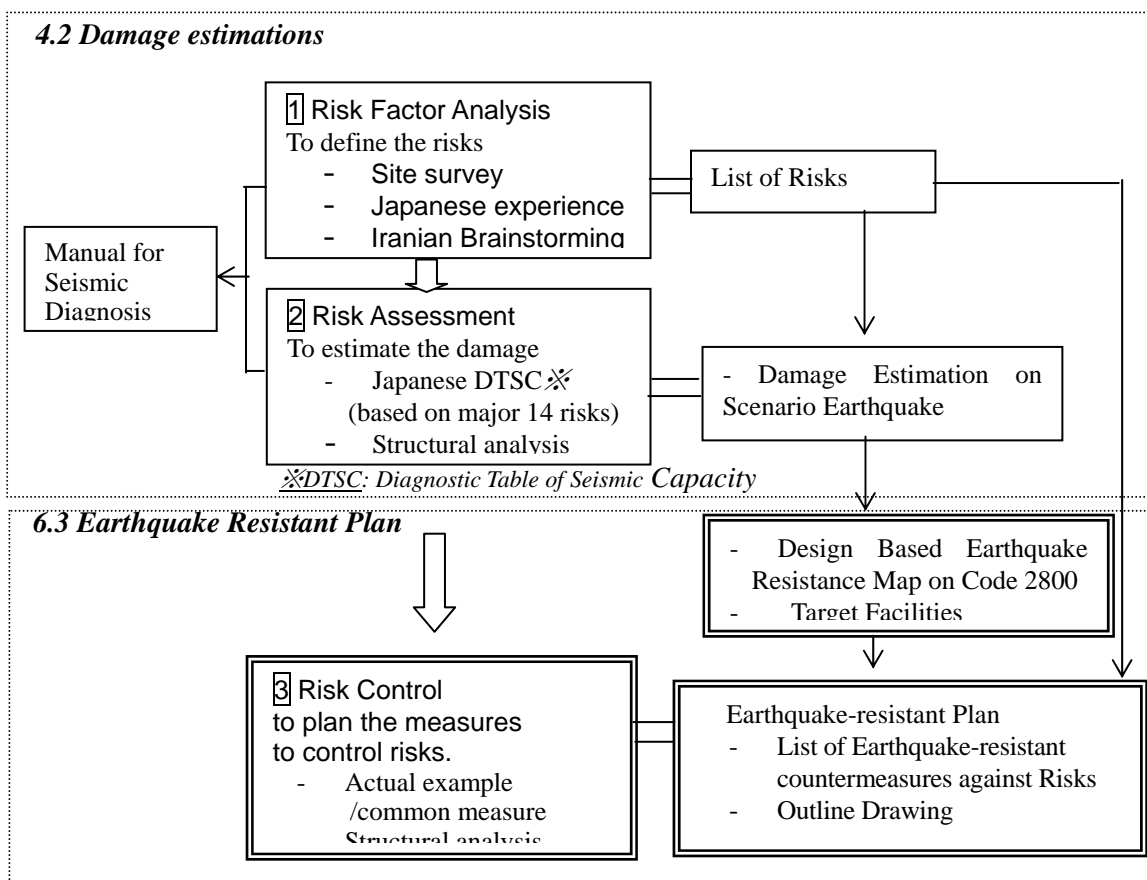 4.2 Damage estimations
1 Risk Factor Analysis
To define the risks
- Site survey
- Japanese experience
- Iranian Brainstorming
List of Risks
Manual for
Seismic
Diagnosis
2 Risk Assessment
To estimate the damage
- Japanese DTSC※
(based on major 14 risks)
- Structural analysis
- Damage Estimation on
Scenario Earthquake
※DTSC: Diagnostic Table of Seismic Capacity
6.3 Earthquake Resistant Plan
- Design Based Earthquake
Resistance Map on Code 2800
- Target Facilities
3 Risk Control
to plan the measures
to control risks.
- Actual example
/common measure
Structural analysis
Earthquake-resistant Plan
- List of Earthquake-resistant
countermeasures against Risks
- Outline Drawing